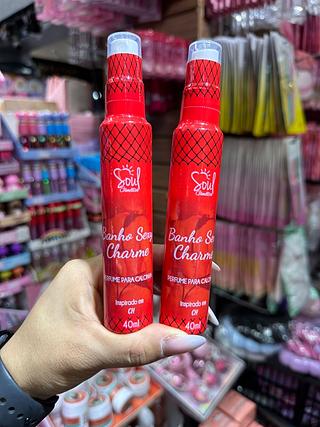 Soul
Cosméticos
Banho Sexy
Charme
PERFUME PARA CALCINHA
Inspirado em
CH
40ml
Soul
Cosméticos
Banho Sexy
Charme
PERFUME PARA CALCINHA
Inspirado em
CH
40ml